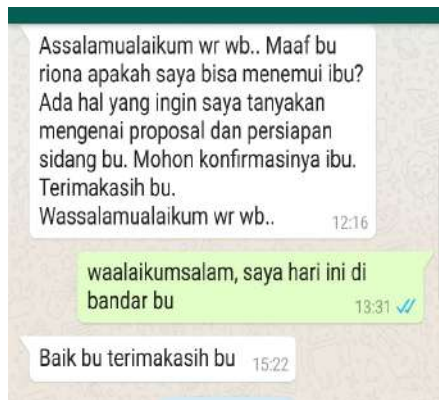 Assalamualaikum wr wb.. Maaf bu
riona apakah saya bisa menemui ibu?
Ada hal yang ingin saya tanyakan
mengenai proposal dan persiapan
sidang bu. Mohon konfirmasinya ibu.
Terimakasih bu.
Wassalamualaikum wr wb..
12:16
waalaikumsalam, saya hari ini di
bandar bu
13:31
Baik bu terimakasih bu 15:22